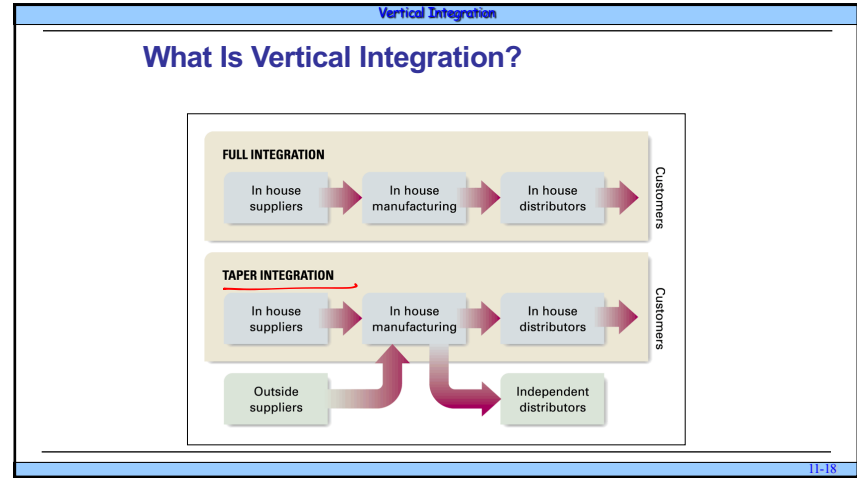 Vertical Integration
What Is Vertical Integration?
FULL INTEGRATION
In house
suppliers
In house
manufacturing
In house
distributors
Customers
TAPER INTEGRATION
In house
suppliers
In house
manufacturing
In house
distributors
Customers
Outside
suppliers
Independent
distributors
11-18